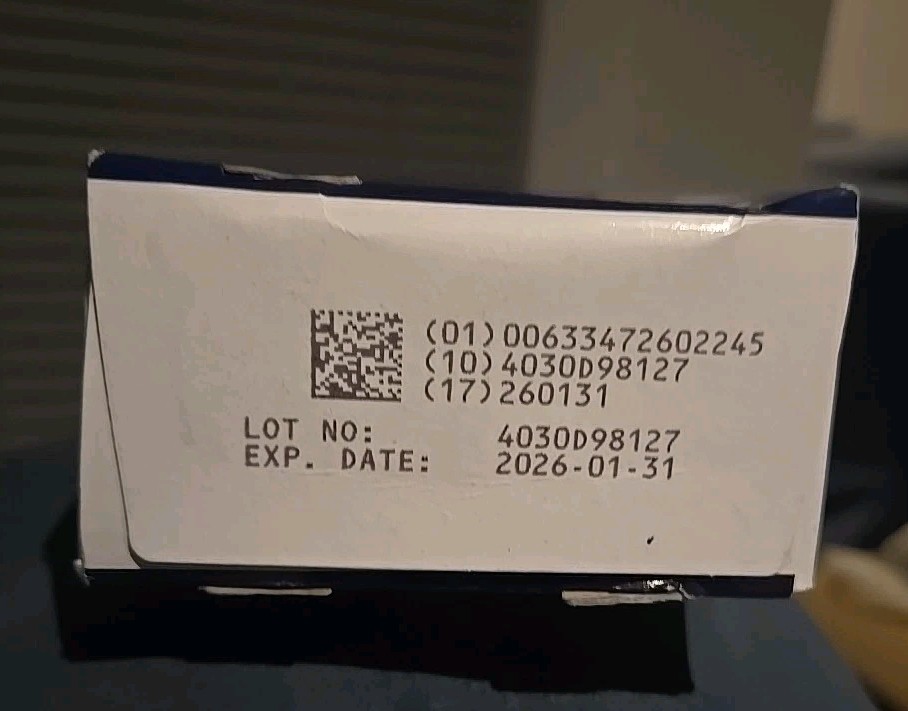 (01)00633472602245
(10)4030D98127
(17)260131
LOT NO: 4030D98127
EXP. DATE: 2026-01-31